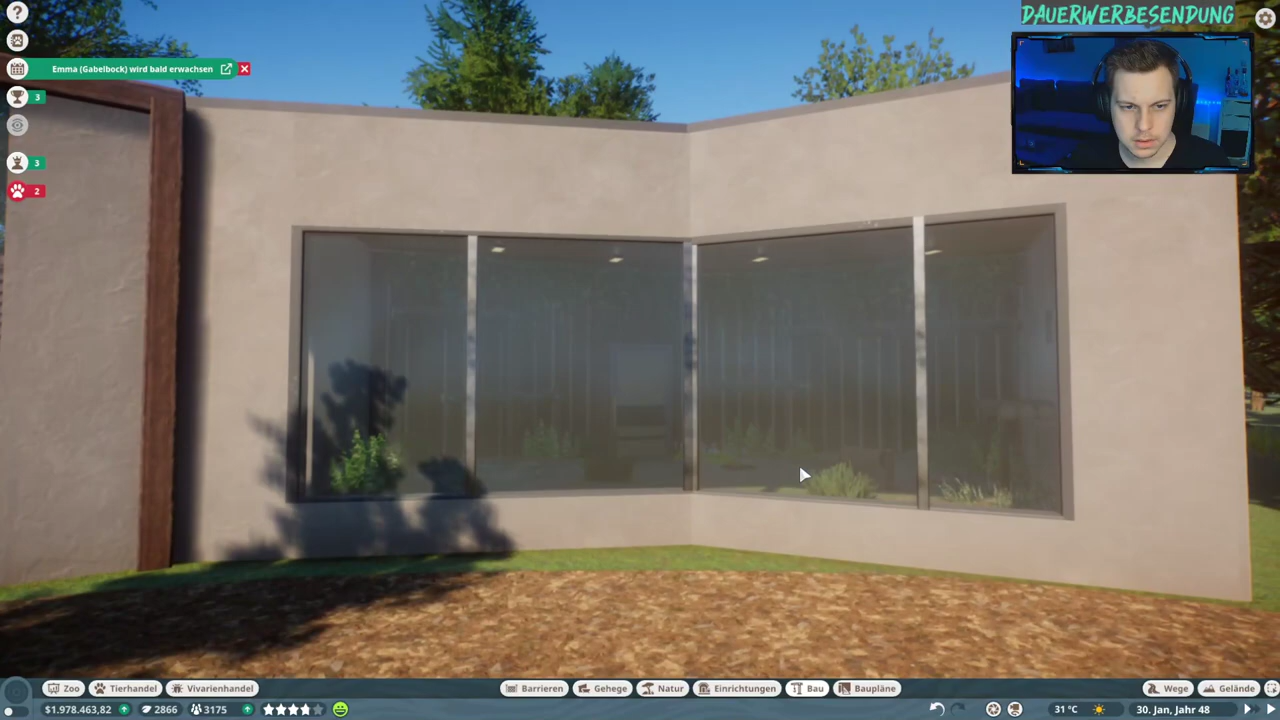 DAUERWERBESENDUNG
?
Emma (Gabelbock) wird bald erwachsen
3
3
2
Zoo
Tierhandel
Vivarienhandel
Barrieren
Gehege
Natur
Einrichtungen
Bau
Baupläne
Wege
Gelände
$1.978.463,82
2866
3175
31 °C
30. Jan, Jahr 48